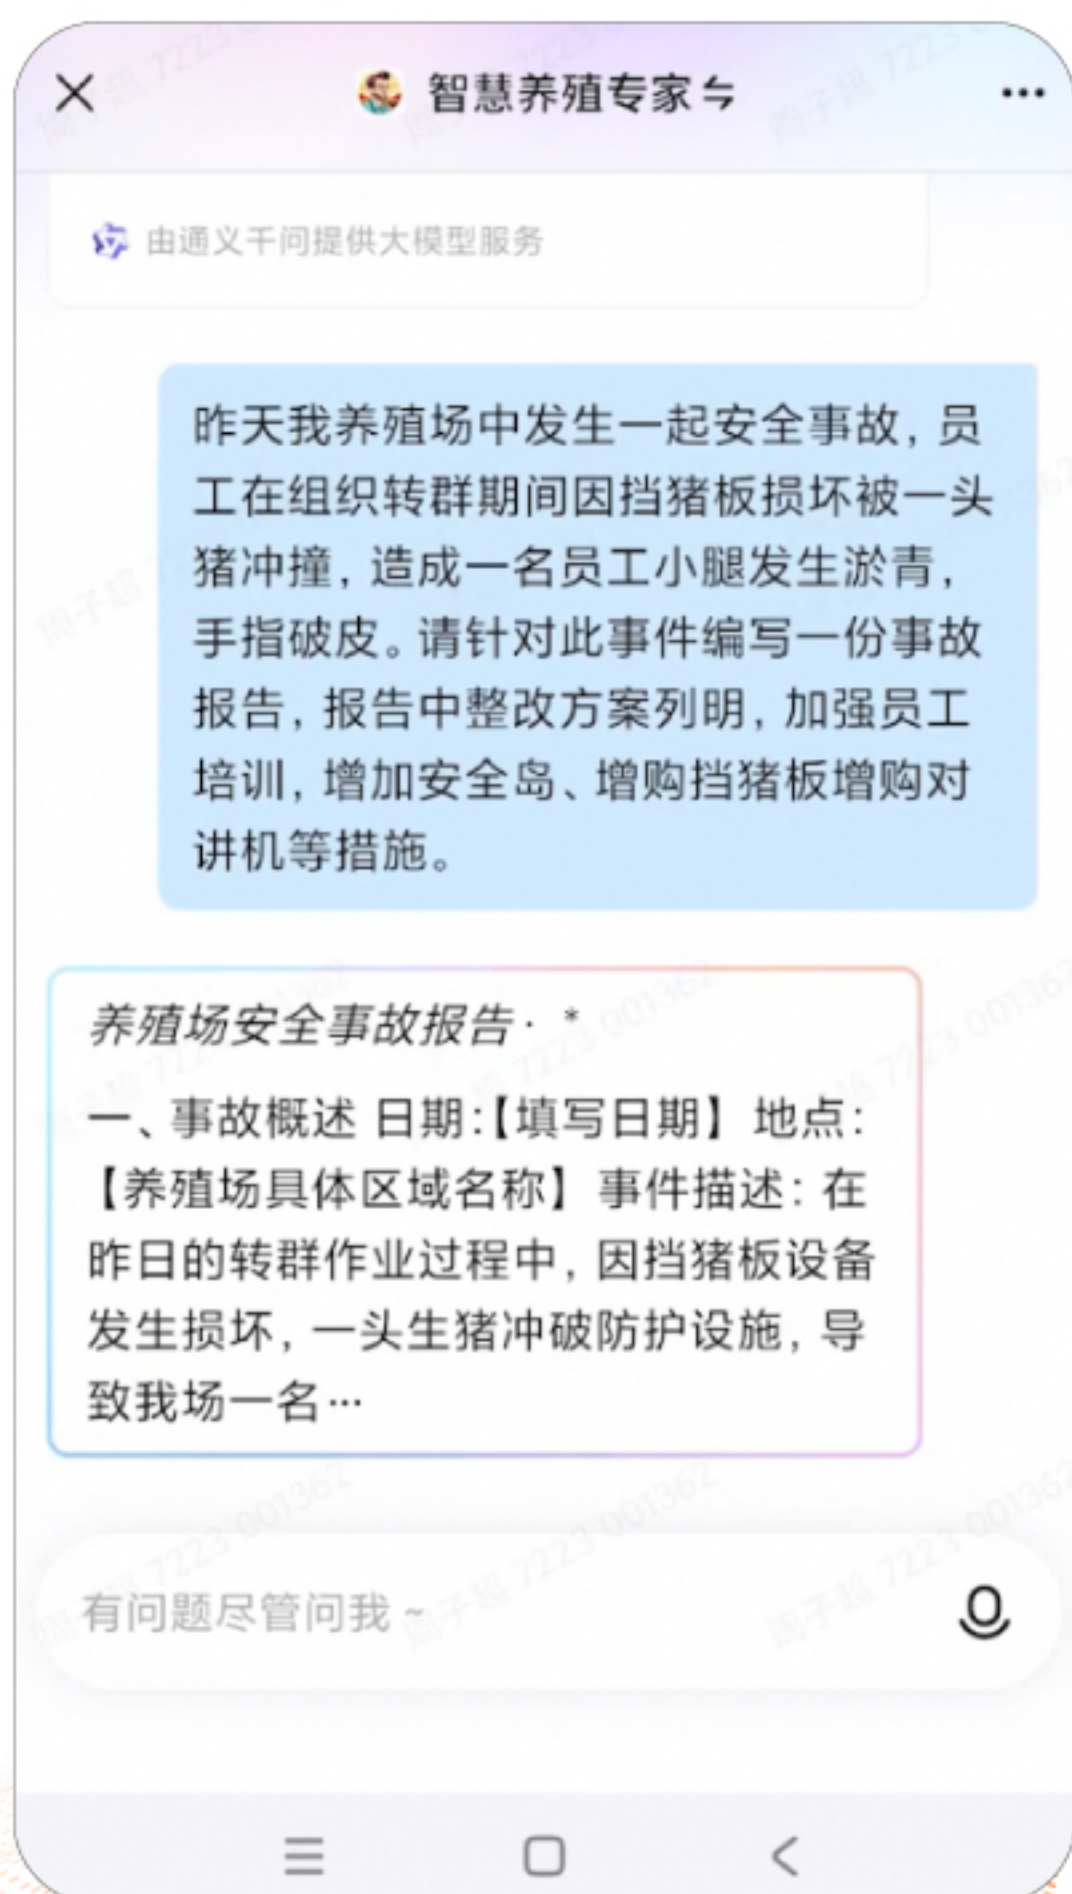 智慧养殖专家
由通义千问提供大模型服务
昨天我养殖场中发生一起安全事故，员
工在组织转群期间因挡猪板损坏被一头
猪冲撞，造成一名员工小腿发生淤青，
手指破皮。请针对此事件编写一份事故
报告，报告中整改方案列明，加强员工
培训，增加安全岛、增购挡猪板增购对
讲机等措施。
养殖场安全事故报告· *
一、事故概述 日期：【填写日期】 地点：
【养殖场具体区域名称】 事件描述：在
昨日的转群作业过程中，因挡猪板设备
发生损坏，一头生猪冲破防护设施，导
致我场一名…
有问题尽管问我 ~
周子超 7223 001362